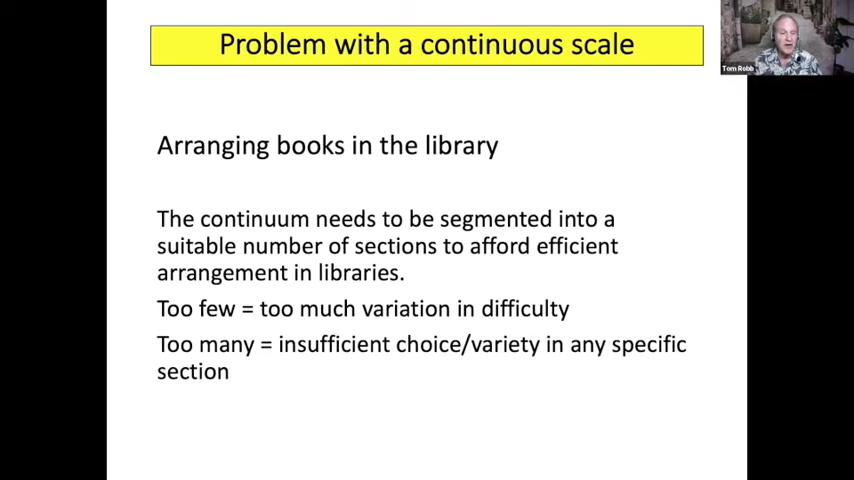 Problem with a continuous scale
Tom Robb
Arranging books in the library
The continuum needs to be segmented into a
suitable number of sections to afford efficient
arrangement in libraries.
Too few = too much variation in difficulty
Too many = insufficient choice/variety in any specific
section